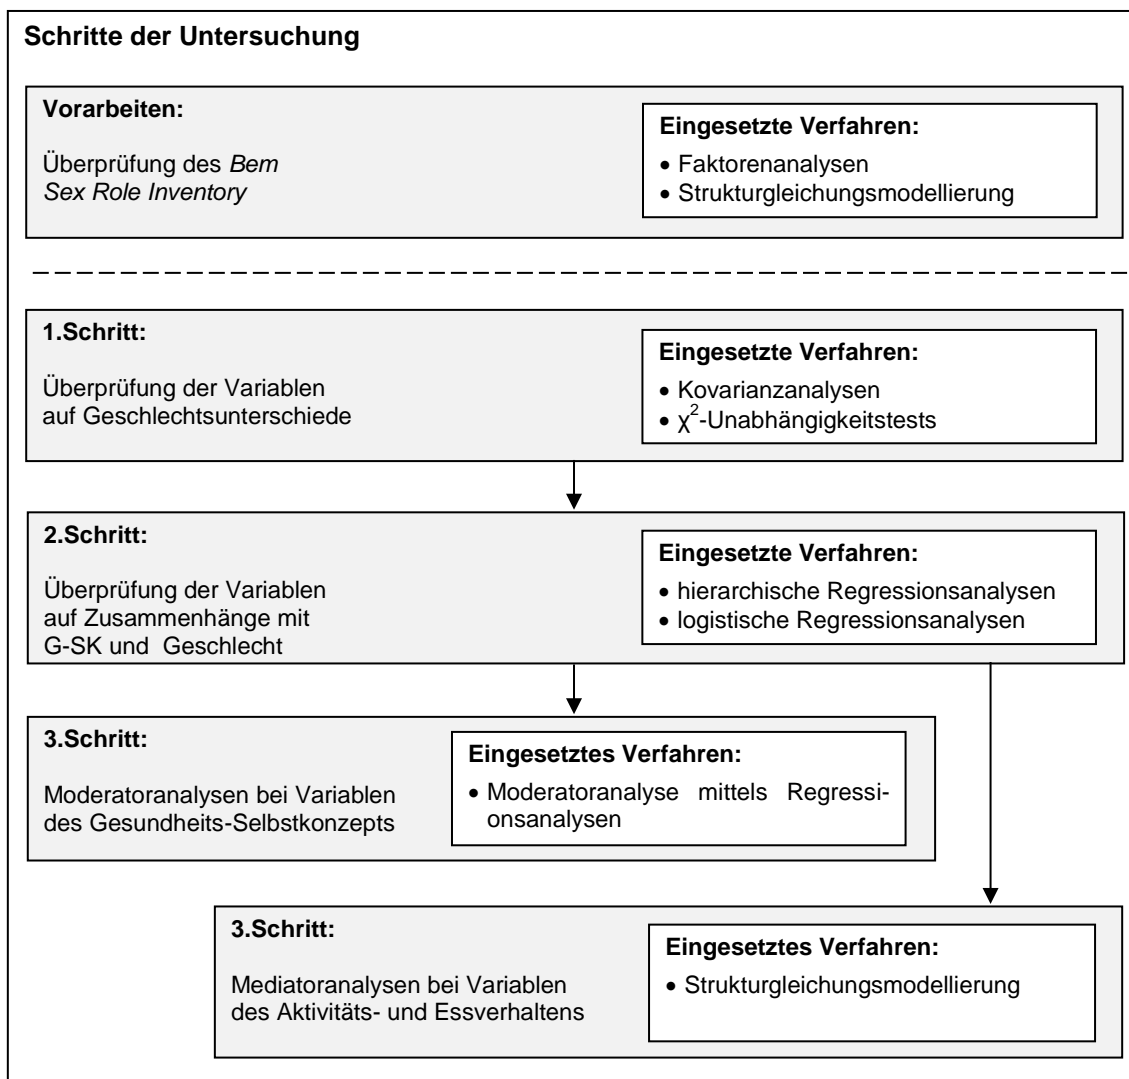 Schritte der Untersuchung
Vorarbeiten:
Überprüfung des Bem
Sex Role Inventory
Eingesetzte Verfahren:
• Faktorenanalysen
• Strukturgleichungsmodellierung
1.Schritt:
Überprüfung der Variablen
auf Geschlechtsunterschiede
Eingesetzte Verfahren:
• Kovarianzanalysen
• χ²-Unabhängigkeitstests
2.Schritt:
Überprüfung der Variablen
auf Zusammenhänge mit
G-SK und Geschlecht
Eingesetzte Verfahren:
• hierarchische Regressionsanalysen
• logistische Regressionsanalysen
3.Schritt:
Moderatoranalysen bei Variablen
des Gesundheits-Selbstkonzepts
Eingesetztes Verfahren:
• Moderatoranalyse mittels Regressi-
onsanalysen
3.Schritt:
Mediatoranalysen bei Variablen
des Aktivitäts- und Essverhaltens
Eingesetztes Verfahren:
• Strukturgleichungsmodellierung